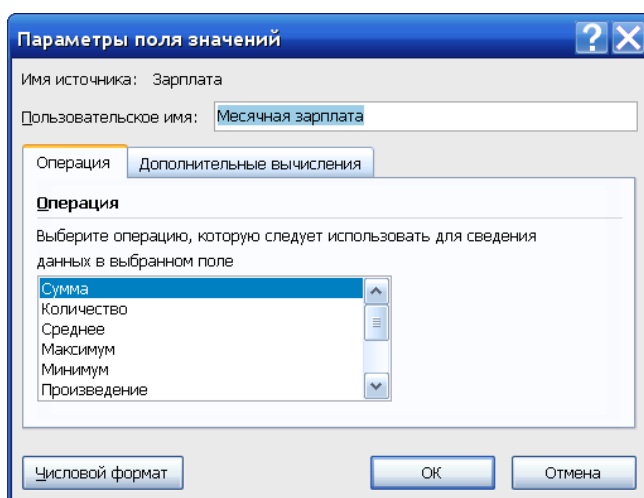 Параметры поля значений
Имя источника: Зарплата
Пользовательское имя: Месячная зарплата
Операция Дополнительные вычисления
Операция
Выберите операцию, которую следует использовать для сведения
данных в выбранном поле
Сумма
Количество
Среднее
Максимум
Минимум
Произведение
Числовой формат ОК Отмена